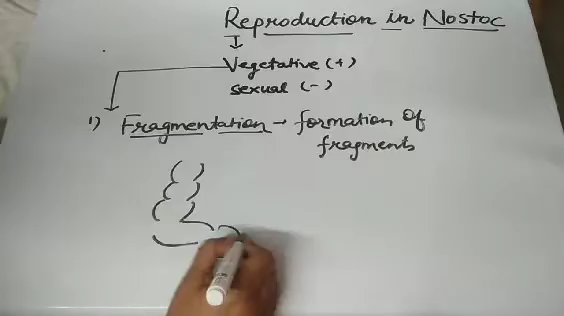 Reproduction in Nostoc
Vegetative (+)
sexual (-)
1) Fragmentation → formation of
fragments